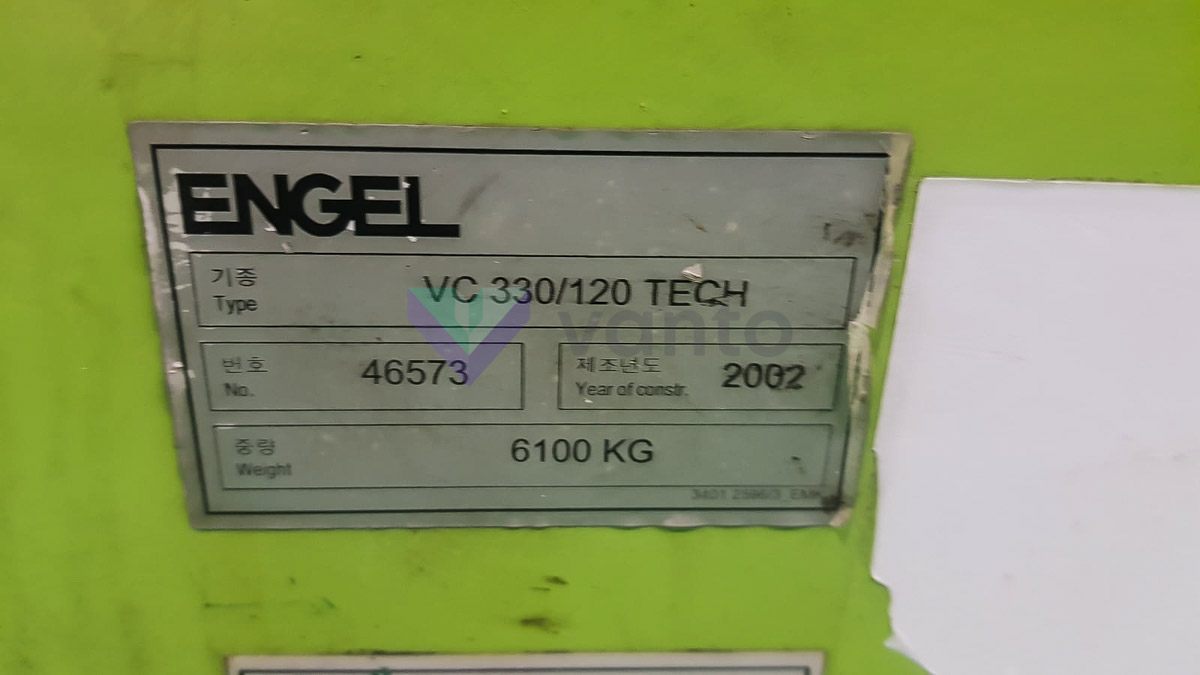 ENGEL
기종
Type
VC 330/120 TECH
vanto
번호
No.
46573
제조년도
Year of constr.
2002
중량
Weight
6100 KG